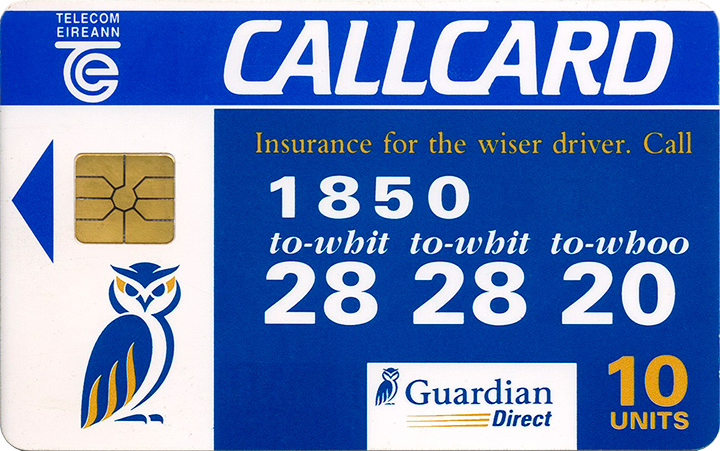 TELECOM
EIREANN
CALLCARD
Insurance for the wiser driver. Call
1850
to-whit to-whit to-whoo
28 28 20
Guardian
Direct
10
UNITS